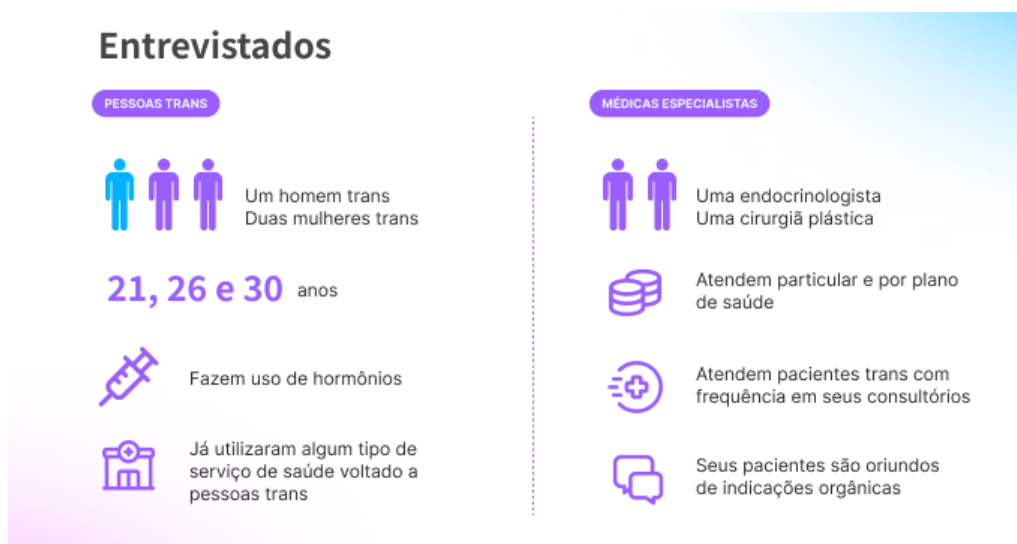 Entrevistados
PESSOAS TRANS
Um homem trans
Duas mulheres trans
21, 26 e 30 anos
Fazem uso de hormônios
Já utilizaram algum tipo de
serviço de saúde voltado a
pessoas trans
MÉDICAS ESPECIALISTAS
Uma endocrinologista
Uma cirurgiã plástica
Atendem particular e por plano
de saúde
Atendem pacientes trans com
frequência em seus consultórios
Seus pacientes são oriundos
de indicações orgânicas